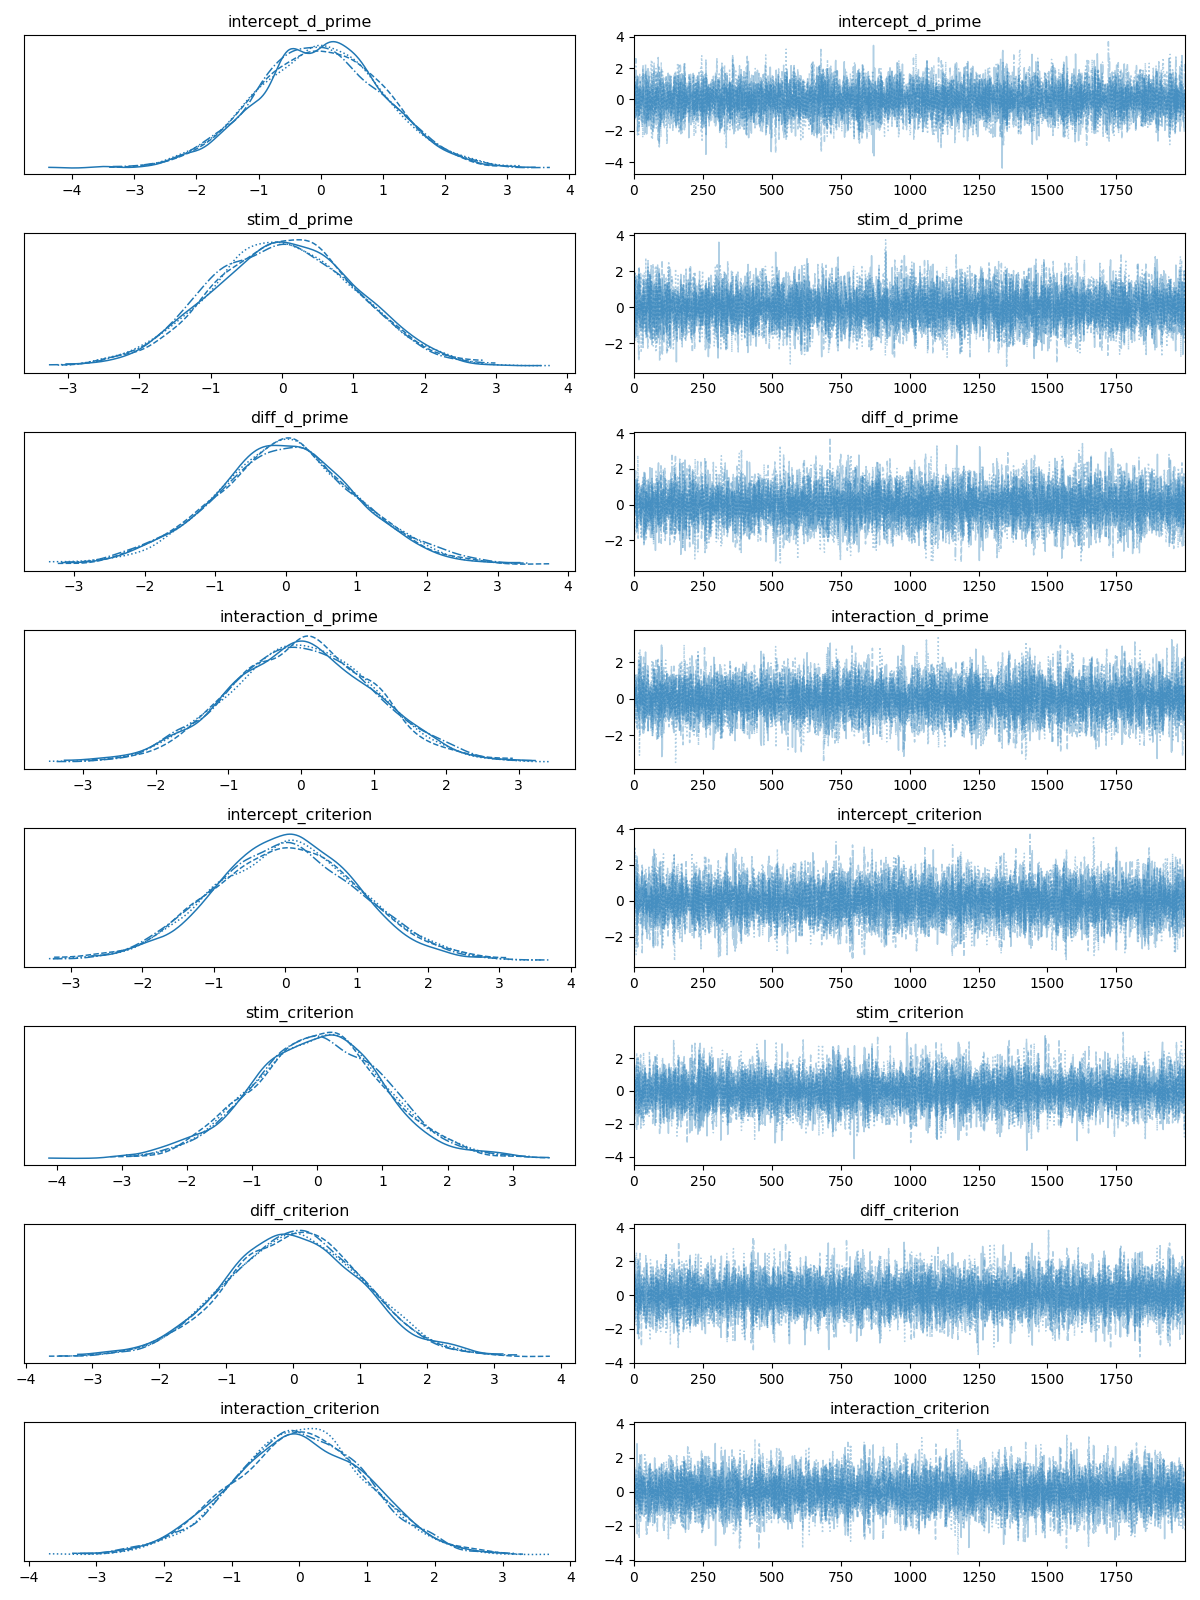 intercept_d_prime
−4 −3 −2 −1 0 1 2 3 4
intercept_d_prime
4
2
0
−2
−4
0 250 500 750 1000 1250 1500 1750
stim_d_prime
−3 −2 −1 0 1 2 3 4
stim_d_prime
4
2
0
−2
0 250 500 750 1000 1250 1500 1750
diff_d_prime
−3 −2 −1 0 1 2 3 4
diff_d_prime
4
2
0
−2
0 250 500 750 1000 1250 1500 1750
interaction_d_prime
−3 −2 −1 0 1 2 3
interaction_d_prime
2
0
−2
0 250 500 750 1000 1250 1500 1750
intercept_criterion
−3 −2 −1 0 1 2 3 4
intercept_criterion
4
2
0
−2
0 250 500 750 1000 1250 1500 1750
stim_criterion
−4 −3 −2 −1 0 1 2 3
stim_criterion
2
0
−2
−4
0 250 500 750 1000 1250 1500 1750
diff_criterion
−4 −3 −2 −1 0 1 2 3 4
diff_criterion
4
2
0
−2
−4
0 250 500 750 1000 1250 1500 1750
interaction_criterion
−4 −3 −2 −1 0 1 2 3 4
interaction_criterion
4
2
0
−2
−4
0 250 500 750 1000 1250 1500 1750